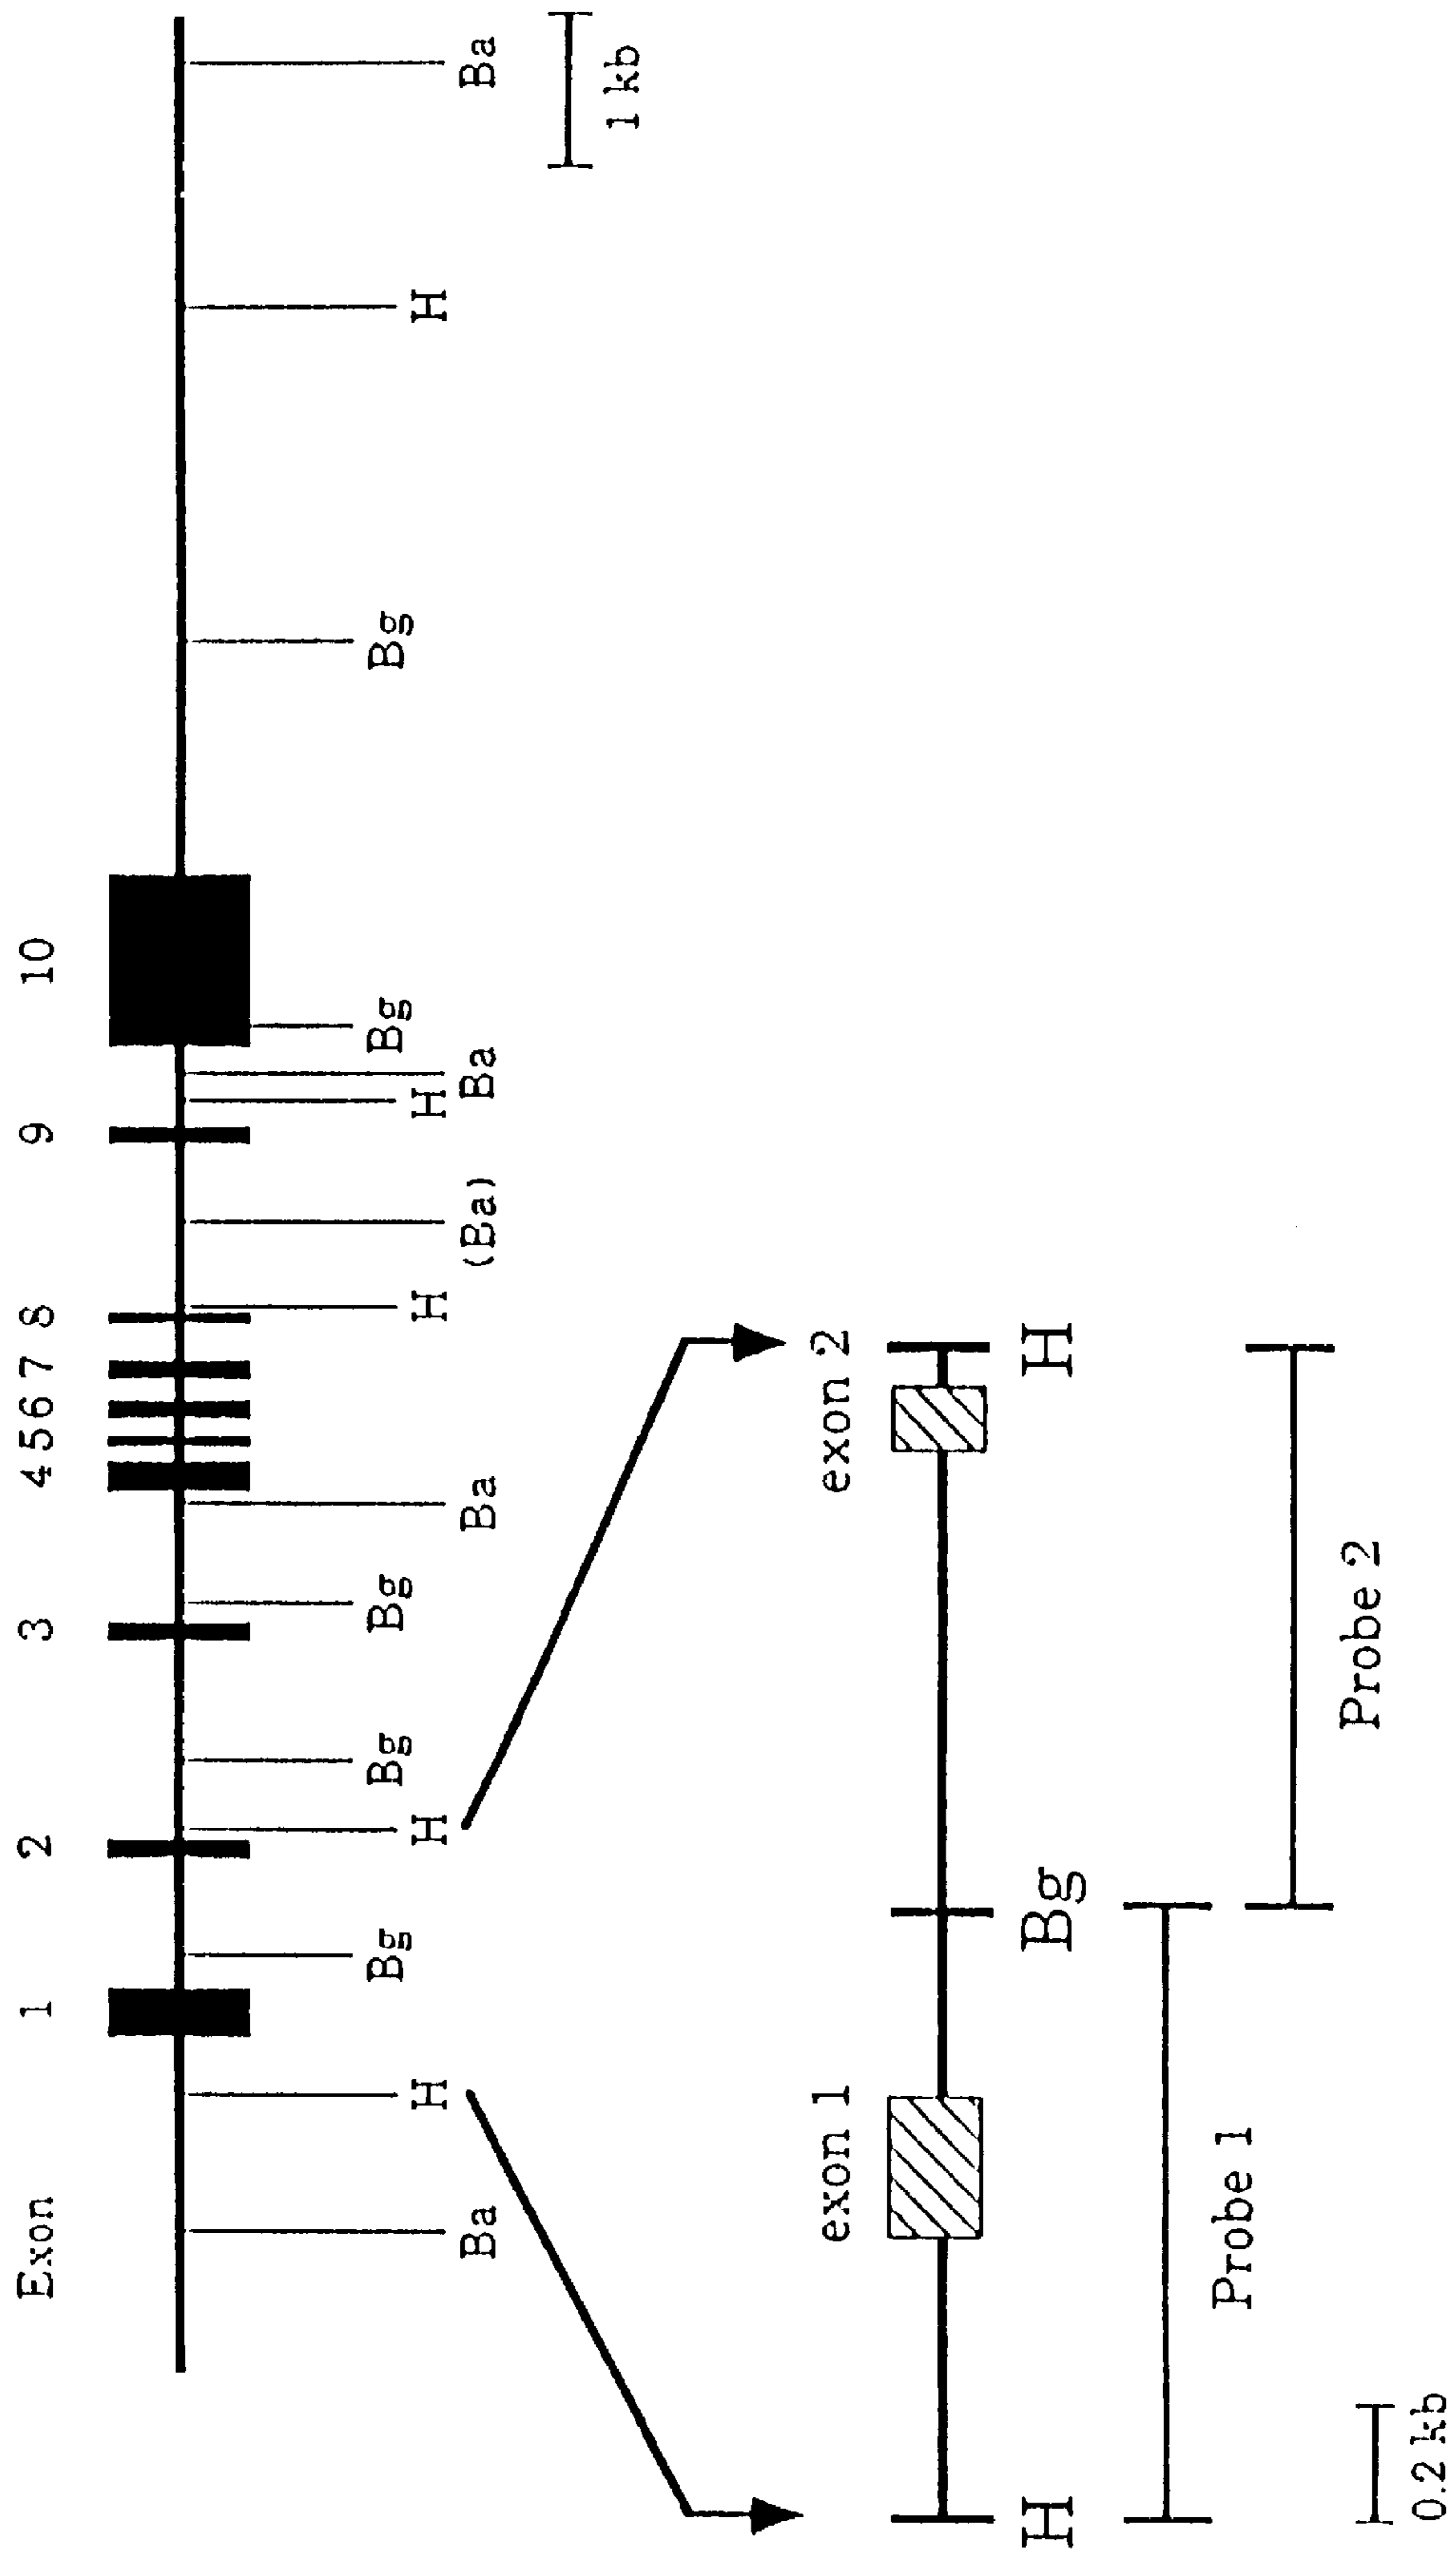 Exon 1 2 3 4 5 6 7 8 9 10
Bg Bg Bg Bg Bg
H H H H H
Ba Ba (Ba) Ba Ba
1 kb
exon 1 exon 2
H Bg H
Probe 1
Probe 2
0.2 kb